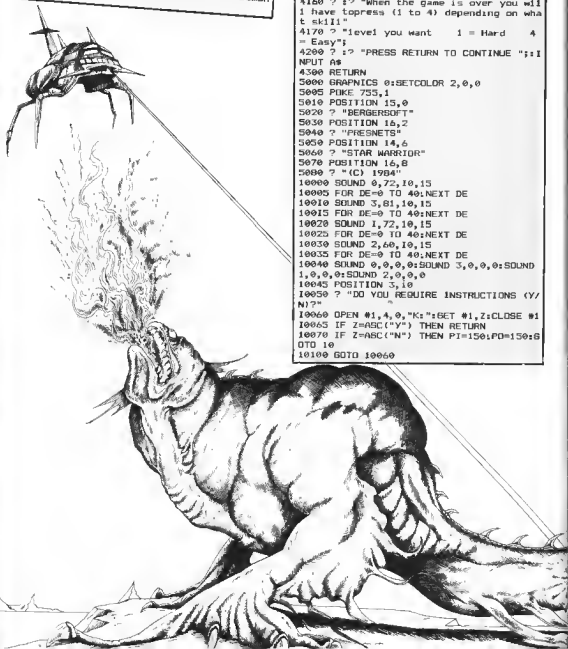 4160 ? :? "When the game is over you wil
l have topress (1 to 4) depending on wha
t skill"
4170 ? "level you want    1 = Hard    4
= Easy";
4200 ? :? "PRESS RETURN TO CONTINUE ";:I
NPUT A$
4300 RETURN
5000 GRAPHICS 0:SETCOLOR 2,0,0
5005 POKE 755,1
5010 POSITION 15,0
5020 ? "BERGERSOFT"
5030 POSITION 16,2
5040 ? "PRESNETS"
5050 POSITION 14,6
5060 ? "STAR WARRIOR"
5070 POSITION 16,8
5080 ? "(C) 1984"
10000 SOUND 0,72,10,15
10005 FOR DE=0 TO 40:NEXT DE
10010 SOUND 3,81,10,15
10015 FOR DE=0 TO 40:NEXT DE
10020 SOUND 1,72,10,15
10025 FOR DE=0 TO 40:NEXT DE
10030 SOUND 2,60,10,15
10035 FOR DE=0 TO 40:NEXT DE
10040 SOUND 0,0,0,0:SOUND 3,0,0,0:SOUND
1,0,0,0:SOUND 2,0,0,0
10045 POSITION 3,10
10050 ? "DO YOU REQUIRE INSTRUCTIONS (Y/
N)?"
10060 OPEN #1,4,0,"K:":GET #1,Z:CLOSE #1
10065 IF Z=ASC("Y") THEN RETURN
10070 IF Z=ASC("N") THEN PI=150:PO=150:G
OTO 10
10100 GOTO 10060